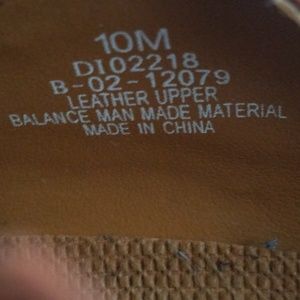 10M
DI02218
B-02-12079
LEATHER UPPER
BALANCE MAN MADE MATERIAL
MADE IN CHINA